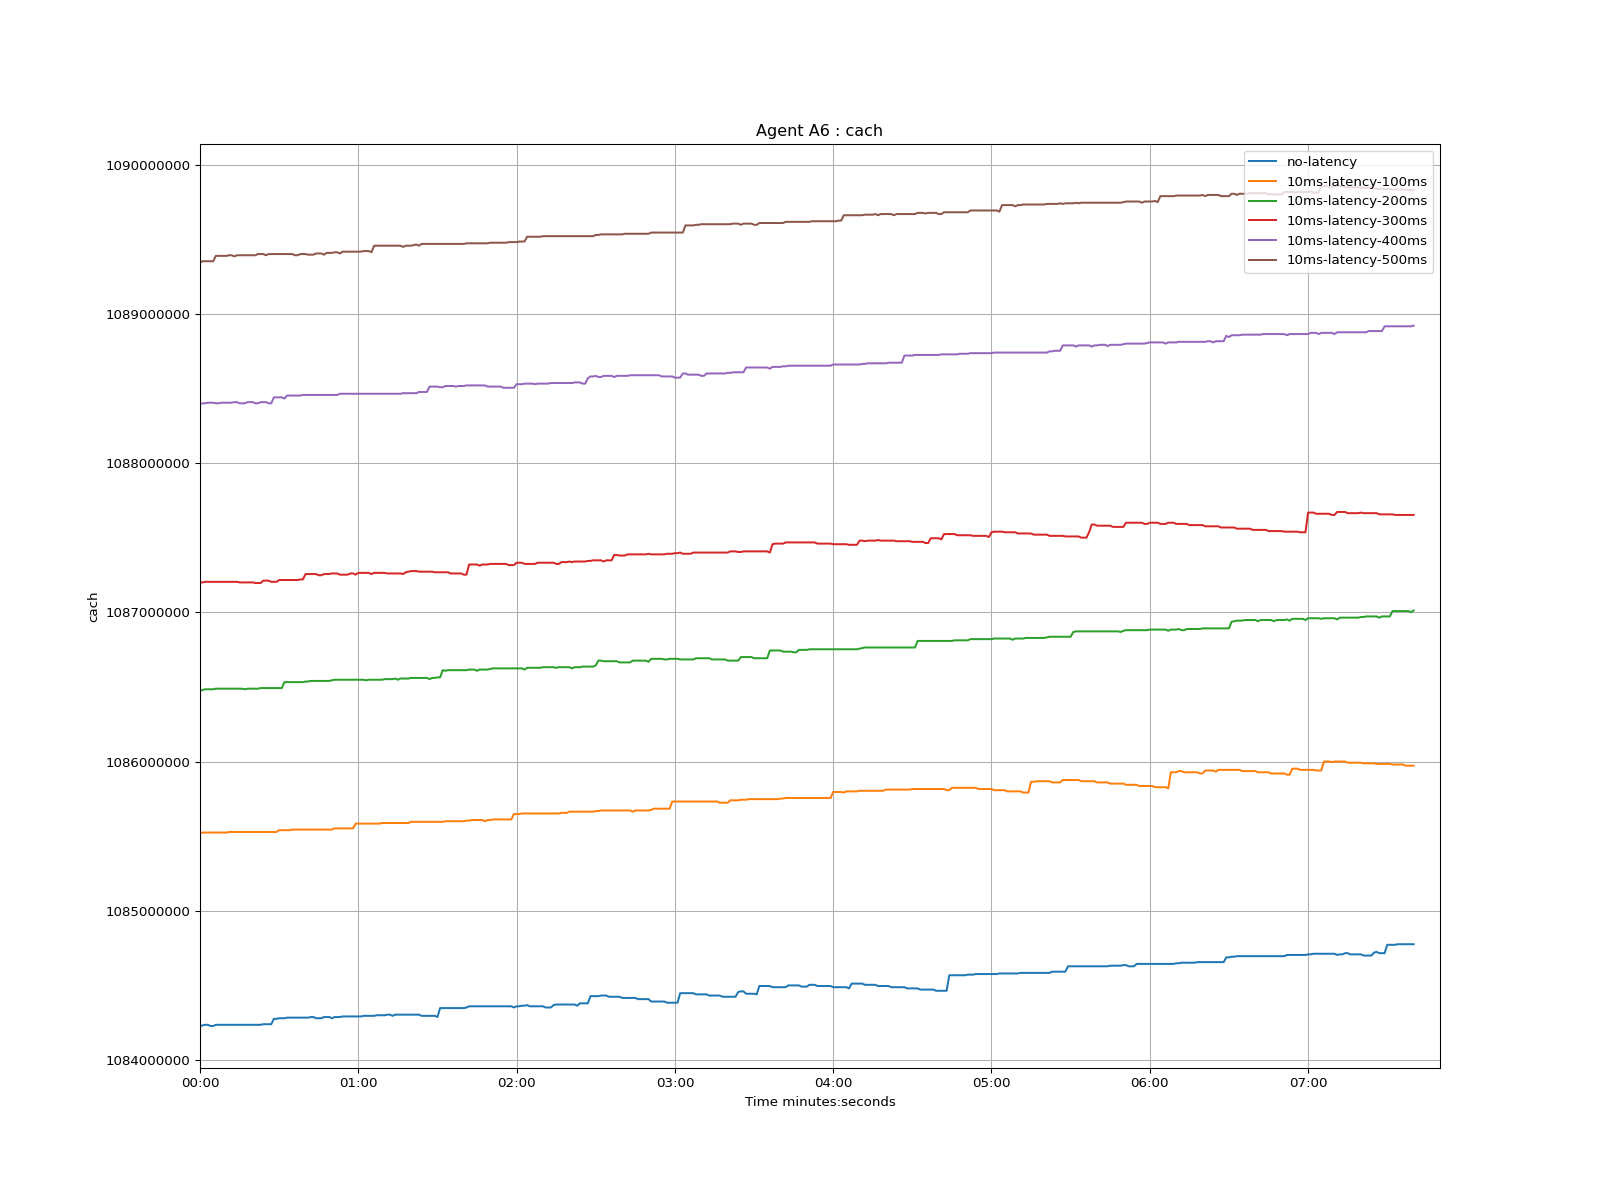 Agent A6 : cach
1090000000
1089000000
1088000000
1087000000
1086000000
1085000000
1084000000
cach
no-latency
10ms-latency-100ms
10ms-latency-200ms
10ms-latency-300ms
10ms-latency-400ms
10ms-latency-500ms
00:00 01:00 02:00 03:00 04:00 05:00 06:00 07:00
Time minutes:seconds